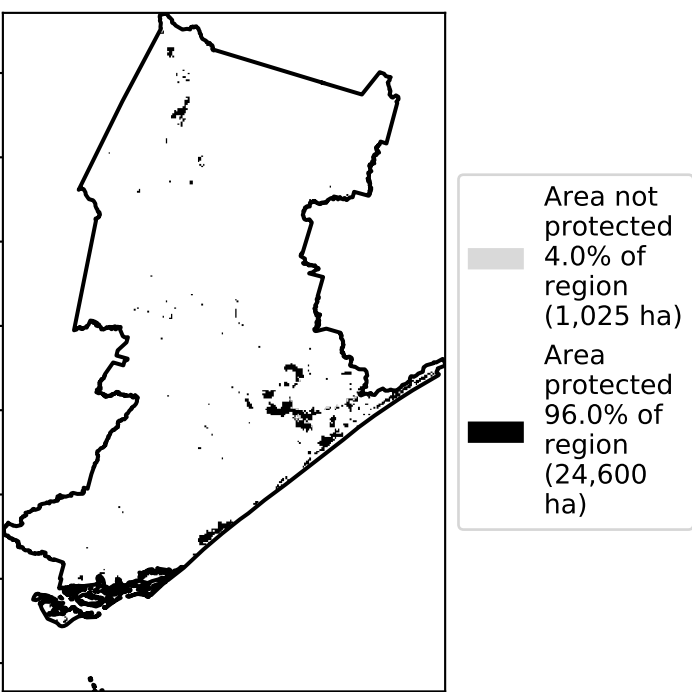 Area not
protected
4.0% of
region
(1,025 ha)
Area
protected
96.0% of
region
(24,600
ha)